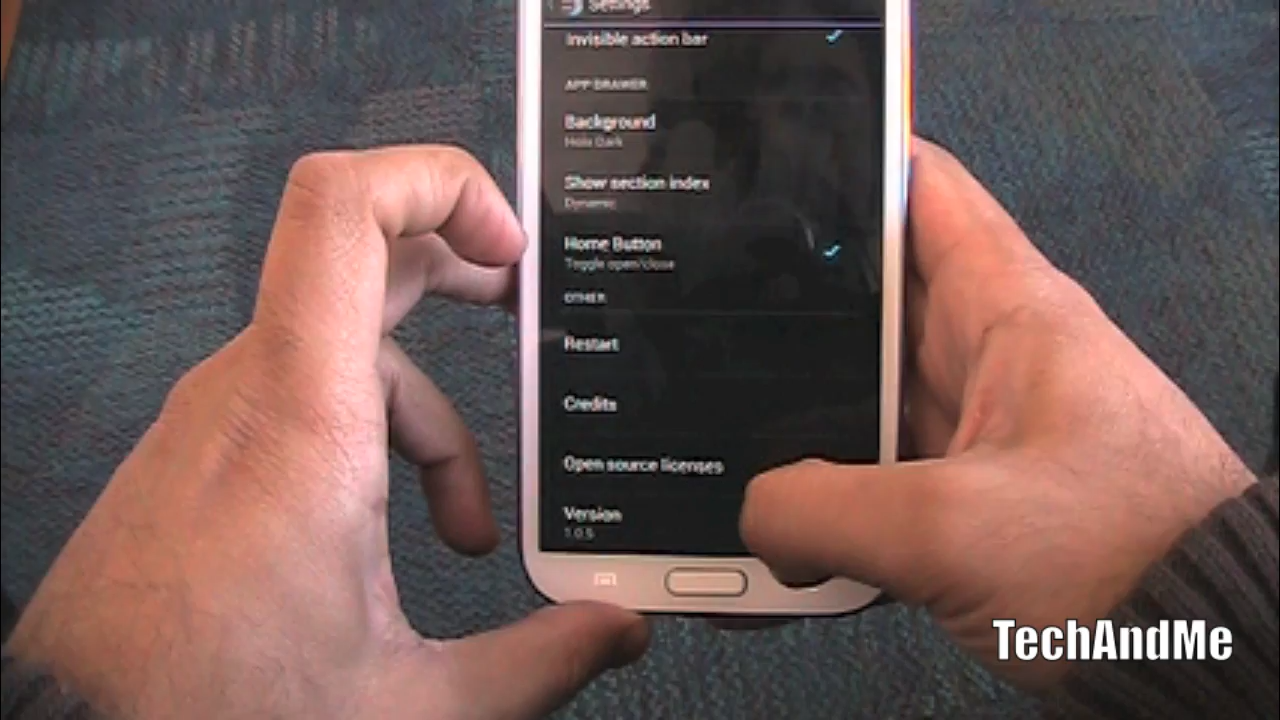 Settings
Invisible action bar
APP DRAWER
Background
Holo Dark
Show section index
Dynamic
Home Button
Toggle open/close
OTHER
Restart
Credits
Open source licenses
Version
1.0.5
TechAndMe